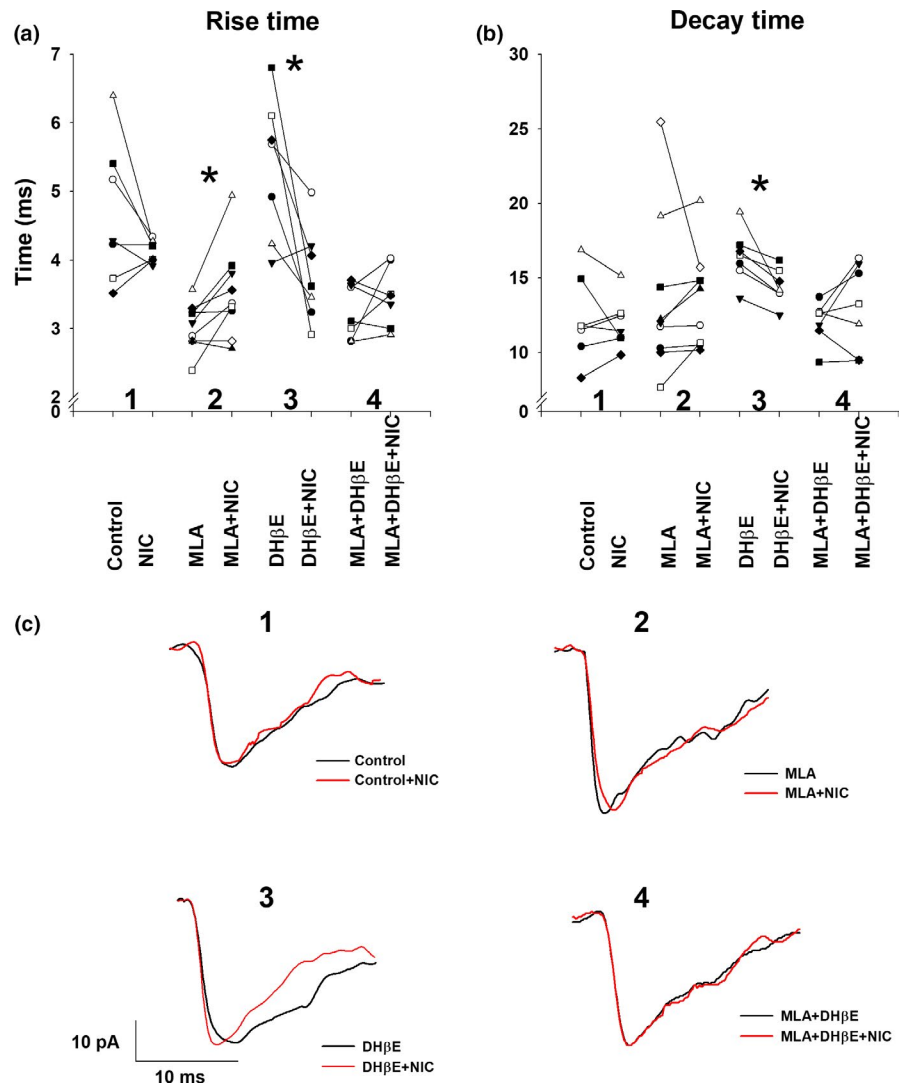 Rise time
Decay time
(a)
(b)
7
6
5
4
3
2
0
Time (ms)
*
*
1
2
3
4
Control
NIC
MLA
MLA+NIC
DHβE
DHβE+NIC
MLA+DHβE
MLA+DHβE+NIC
30
25
20
15
10
0
*
1
2
3
4
Control
NIC
MLA
MLA+NIC
DHβE
DHβE+NIC
MLA+DHβE
MLA+DHβE+NIC
(c)
1
Control
Control+NIC
2
MLA
MLA+NIC
3
10 pA
10 ms
DHβE
DHβE+NIC
4
MLA+DHβE
MLA+DHβE+NIC